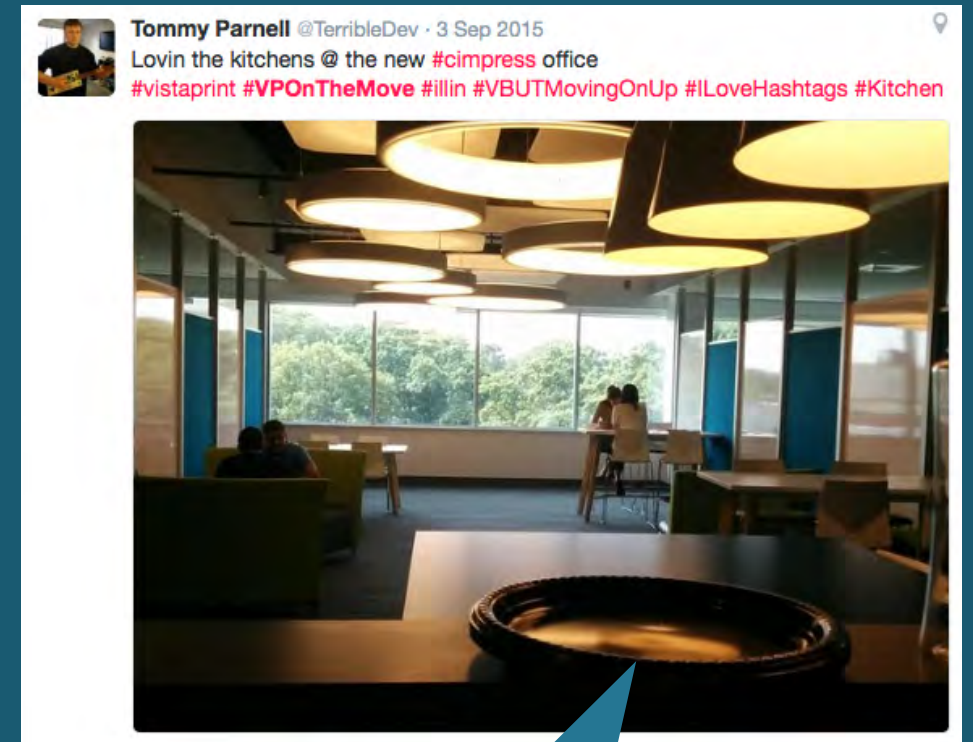 Tommy Parnell @TerribleDev · 3 Sep 2015
Lovin the kitchens @ the new #cimpress office
#vistaprint #VPOnTheMove #illin #VBUTMovingOnUp #ILoveHashtags #Kitchen